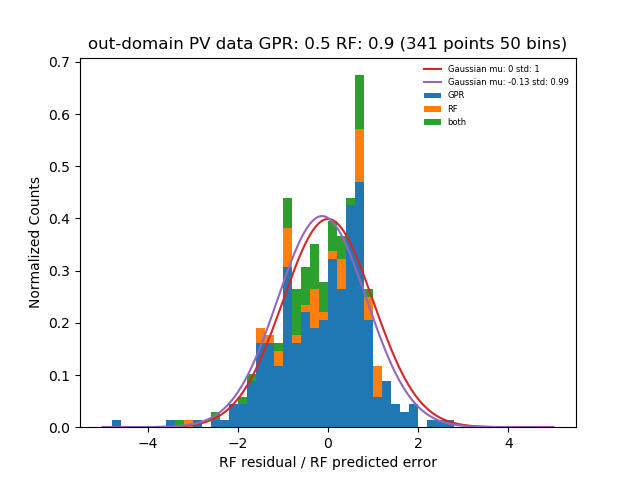 out-domain PV data GPR: 0.5 RF: 0.9 (341 points 50 bins)
Gaussian mu: 0 std: 1
Gaussian mu: -0.13 std: 0.99
GPR
RF
both
Normalized Counts
0.7
0.6
0.5
0.4
0.3
0.2
0.1
0.0
−4 −2 0 2 4
RF residual / RF predicted error